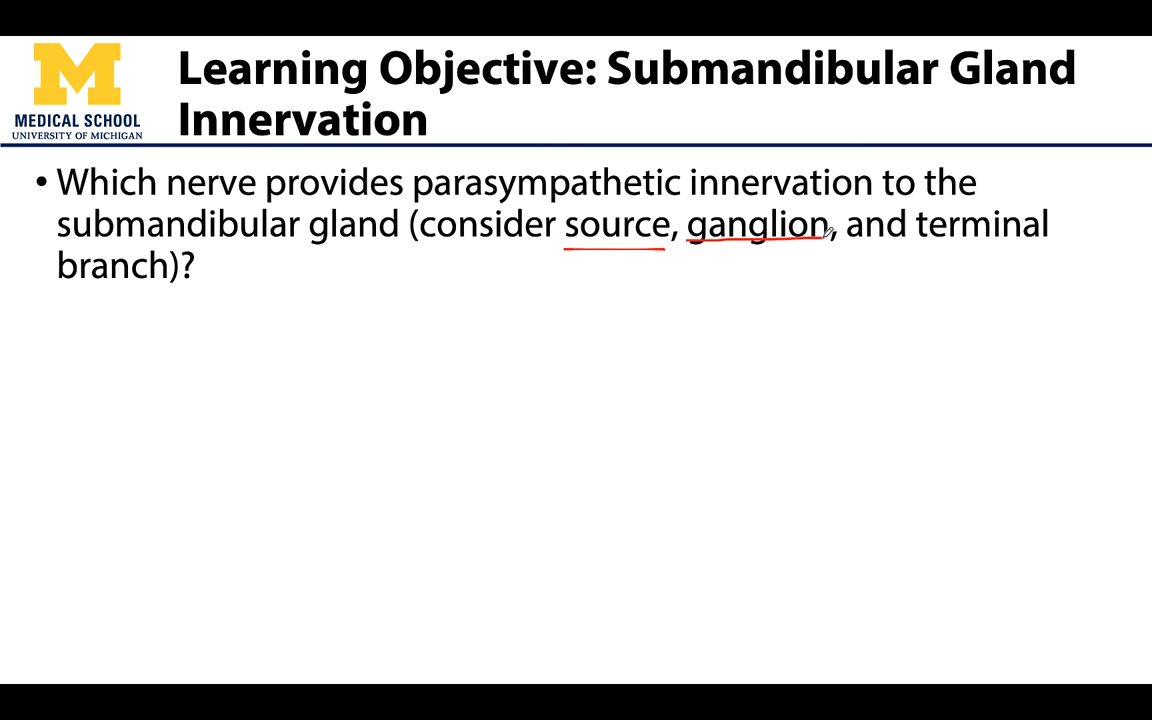 M
MEDICAL SCHOOL
UNIVERSITY OF MICHIGAN
Learning Objective: Submandibular Gland
Innervation
• Which nerve provides parasympathetic innervation to the
submandibular gland (consider source, ganglion, and terminal
branch)?